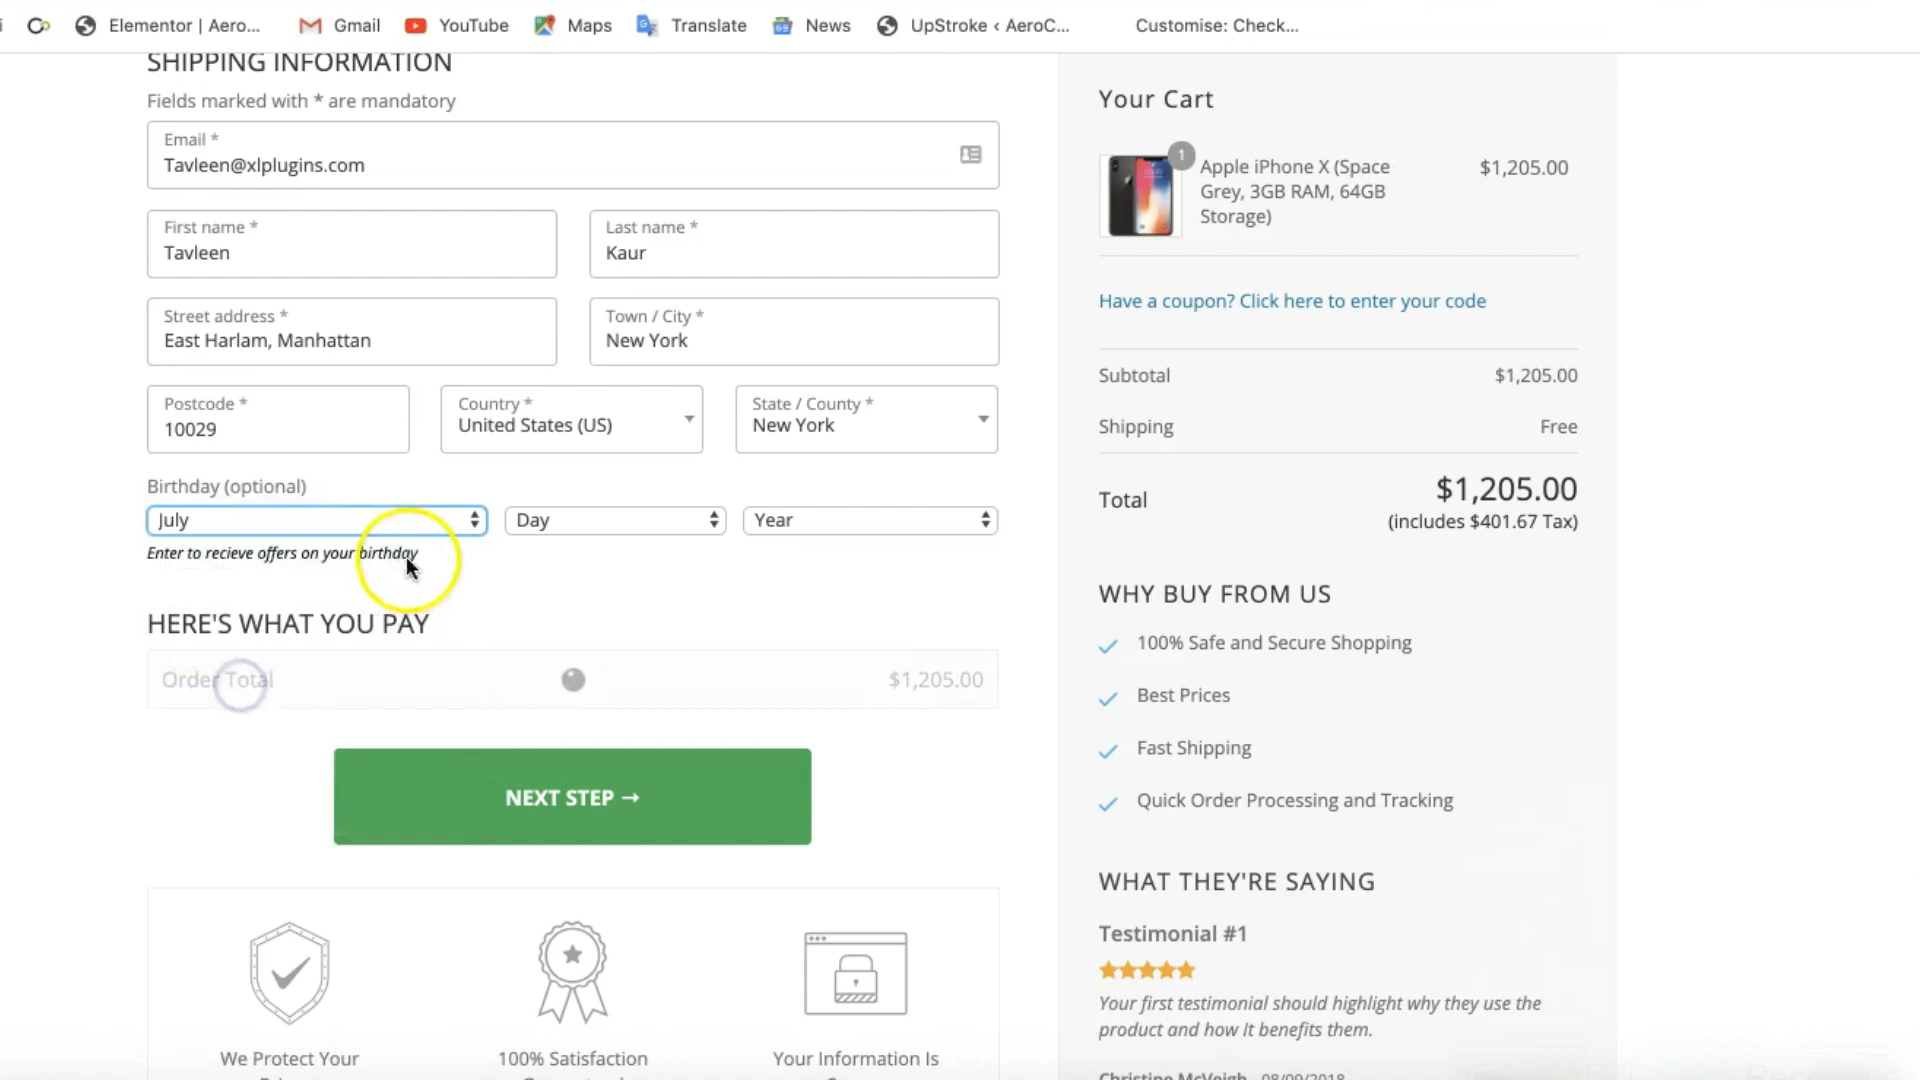 Elementor | Aero...
Gmail
YouTube
Maps
Translate
News
UpStroke ‹ AeroC...
Customise: Check...
SHIPPING INFORMATION
Fields marked with * are mandatory
Email *
Tavleen@xlplugins.com
First name *
Tavleen
Last name *
Kaur
Street address *
East Harlam, Manhattan
Town / City *
New York
Postcode *
10029
Country *
United States (US)
State / County *
New York
Birthday (optional)
July
Day
Year
Enter to recieve offers on your birthday
HERE'S WHAT YOU PAY
Order Total
$1,205.00
NEXT STEP →
We Protect Your
100% Satisfaction
Your Information Is
Your Cart
1
Apple iPhone X (Space
Grey, 3GB RAM, 64GB
Storage)
$1,205.00
Have a coupon? Click here to enter your code
Subtotal
$1,205.00
Shipping
Free
Total
$1,205.00
(includes $401.67 Tax)
WHY BUY FROM US
100% Safe and Secure Shopping
Best Prices
Fast Shipping
Quick Order Processing and Tracking
WHAT THEY'RE SAYING
Testimonial #1
Your first testimonial should highlight why they use the
product and how It benefits them.
Christine McVeigh - 08/09/2018